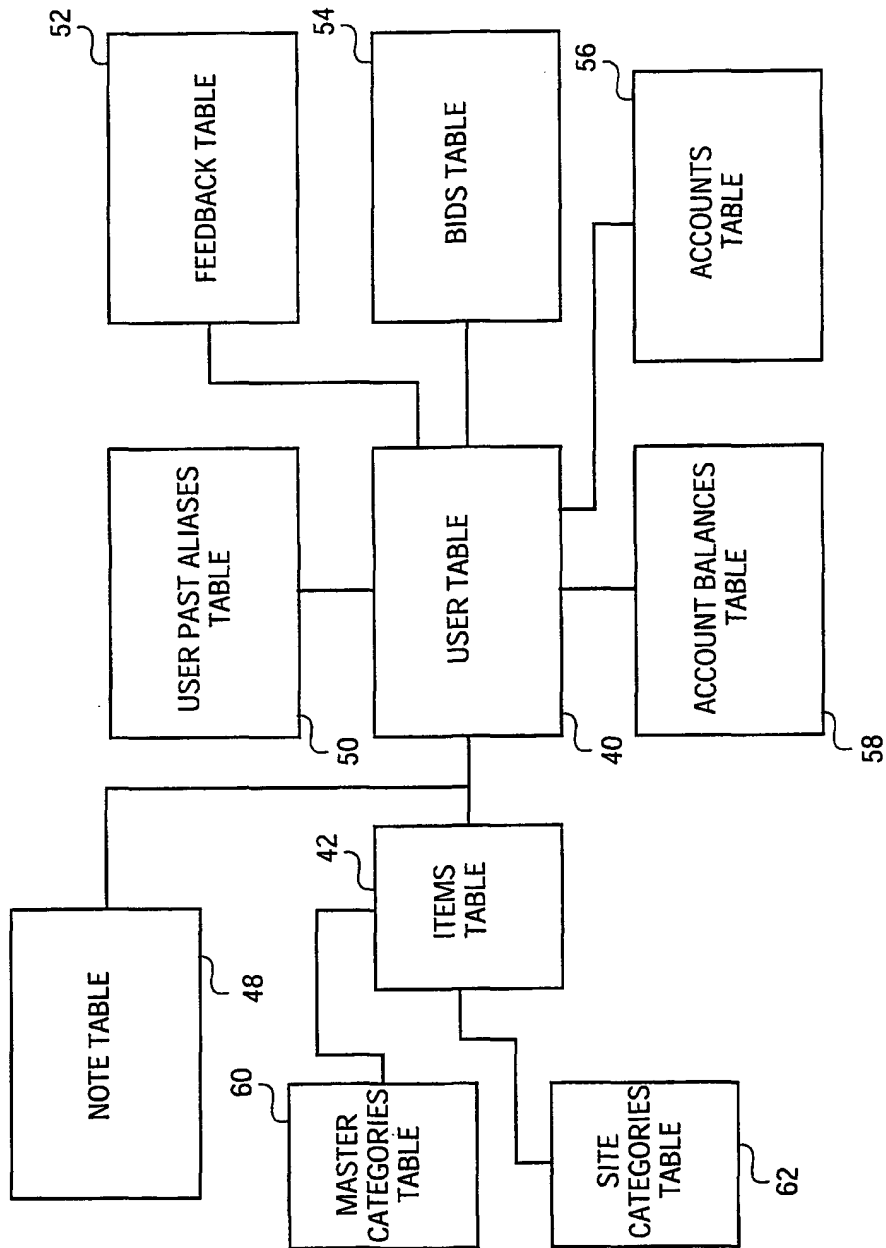 NOTE TABLE
48
USER PAST ALIASES
TABLE
50
FEEDBACK TABLE
52
MASTER
CATEGORIES
TABLE
60
ITEMS
TABLE
42
USER TABLE
40
BIDS TABLE
54
SITE
CATEGORIES
TABLE
62
ACCOUNT BALANCES
TABLE
58
ACCOUNTS
TABLE
56